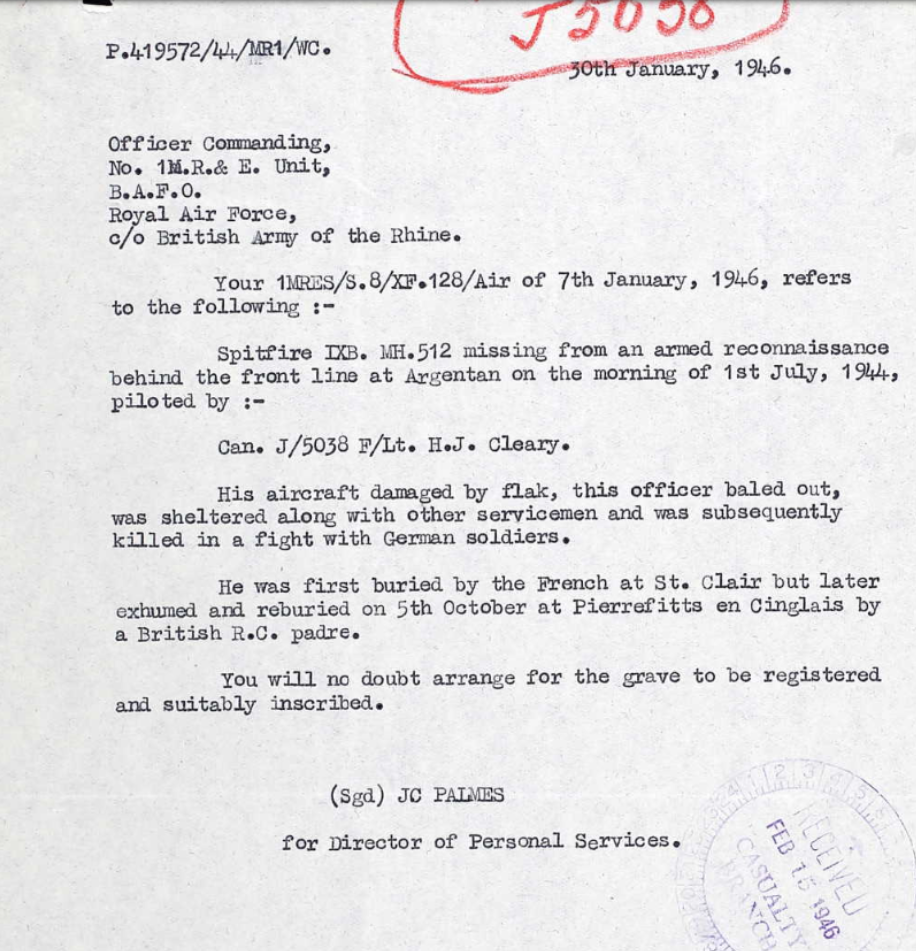 J5038
P.419572/44/MR1/WC.
30th January, 1946.
Officer Commanding,
No. 1M.R.& E. Unit,
B.A.F.O.
Royal Air Force,
c/o British Army of the Rhine.
Your 1MRES/S.8/XF.128/Air of 7th January, 1946, refers
to the following :-
Spitfire IXB. MH.512 missing from an armed reconnaissance
behind the front line at Argentan on the morning of 1st July, 1944,
piloted by :-
Can. J/5038 F/Lt. H.J. Cleary.
His aircraft damaged by flak, this officer baled out,
was sheltered along with other servicemen and was subsequently
killed in a fight with German soldiers.
He was first buried by the French at St. Clair but later
exhumed and reburied on 5th October at Pierrefitts en Cinglais by
a British R.C. padre.
You will no doubt arrange for the grave to be registered
and suitably inscribed.
(Sgd) JC PALMES
for Director of Personal Services.
RECEIVED
FEB 15 1946
CASUALTY
BRANCH